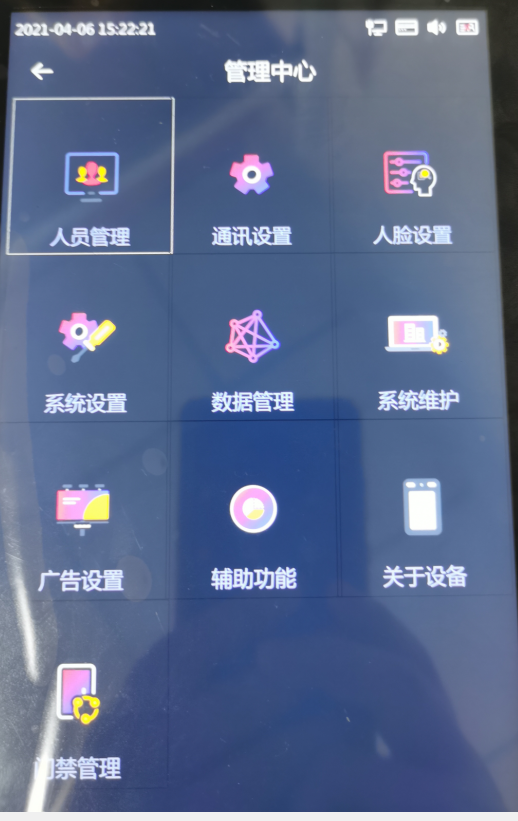 2021-04-06 15:22:21
管理中心
人员管理 通讯设置 人脸设置
系统设置 数据管理 系统维护
广告设置 辅助功能 关于设备
门禁管理